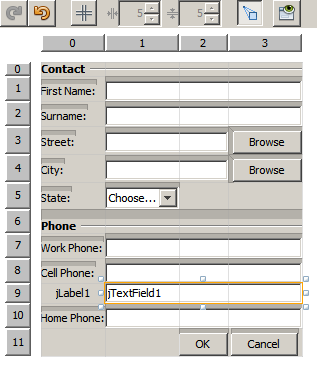 5 5
0 1 2 3
0 Contact
1 First Name:
2 Surname:
3 Street: Browse
4 City: Browse
5 State: Choose...
6 Phone
7 Work Phone:
8 Cell Phone:
9 jLabel1 jTextField1
10 Home Phone:
11 OK Cancel